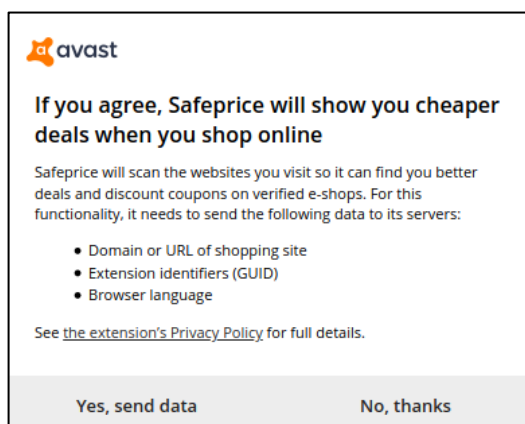 avast
If you agree, Safeprice will show you cheaper
deals when you shop online
Safeprice will scan the websites you visit so it can find you better
deals and discount coupons on verified e-shops. For this
functionality, it needs to send the following data to its servers:
• Domain or URL of shopping site
• Extension identifiers (GUID)
• Browser language
See the extension's Privacy Policy for full details.
Yes, send data
No, thanks